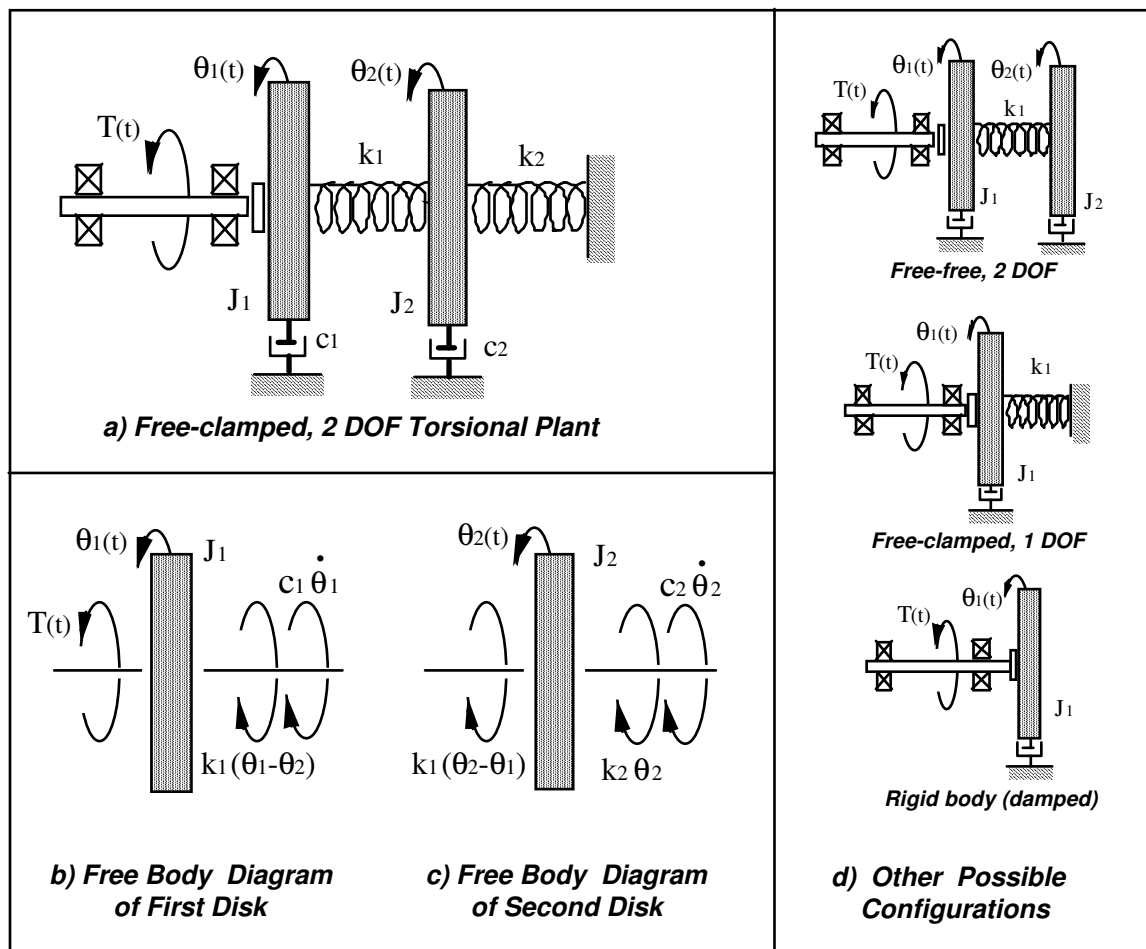 θ1(t)
θ2(t)
T(t)
k1
k2
J1
J2
c1
c2
a) Free-clamped, 2 DOF Torsional Plant
θ1(t)
J1
c1 θ̇1
T(t)
k1(θ1-θ2)
b) Free Body Diagram
of First Disk
θ2(t)
J2
c2 θ̇2
k1(θ2-θ1)
k2 θ2
c) Free Body Diagram
of Second Disk
θ1(t)
θ2(t)
T(t)
k1
J1
J2
Free-free, 2 DOF
θ1(t)
T(t)
k1
J1
Free-clamped, 1 DOF
θ1(t)
T(t)
J1
Rigid body (damped)
d) Other Possible
Configurations